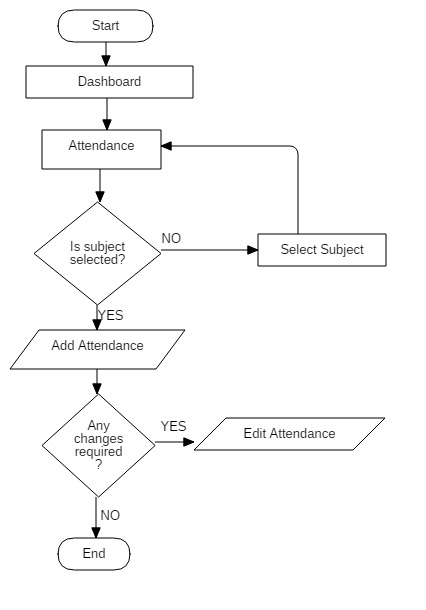 Start
Dashboard
Attendance
Is subject
selected?
NO
Select Subject
YES
Add Attendance
Any
changes
required
?
YES
Edit Attendance
NO
End